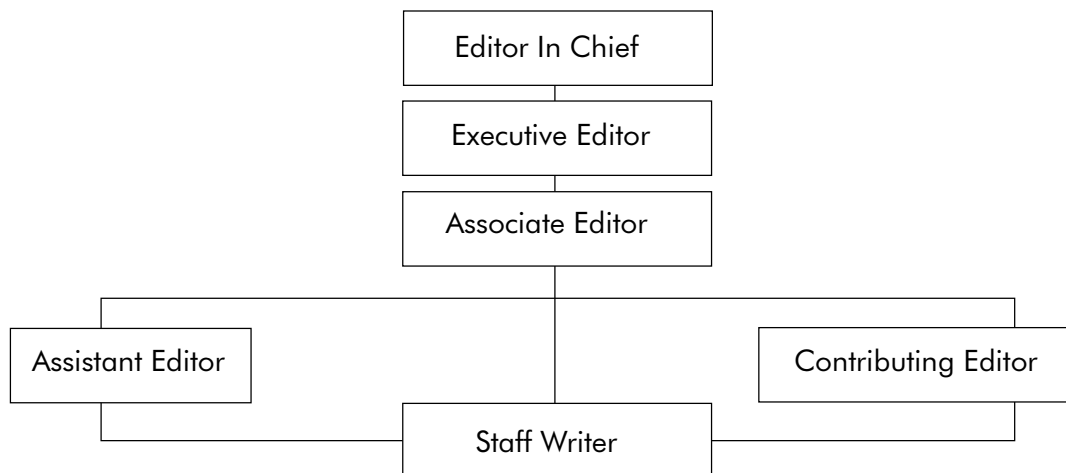 Editor In Chief
Executive Editor
Associate Editor
Assistant Editor
Contributing Editor
Staff Writer